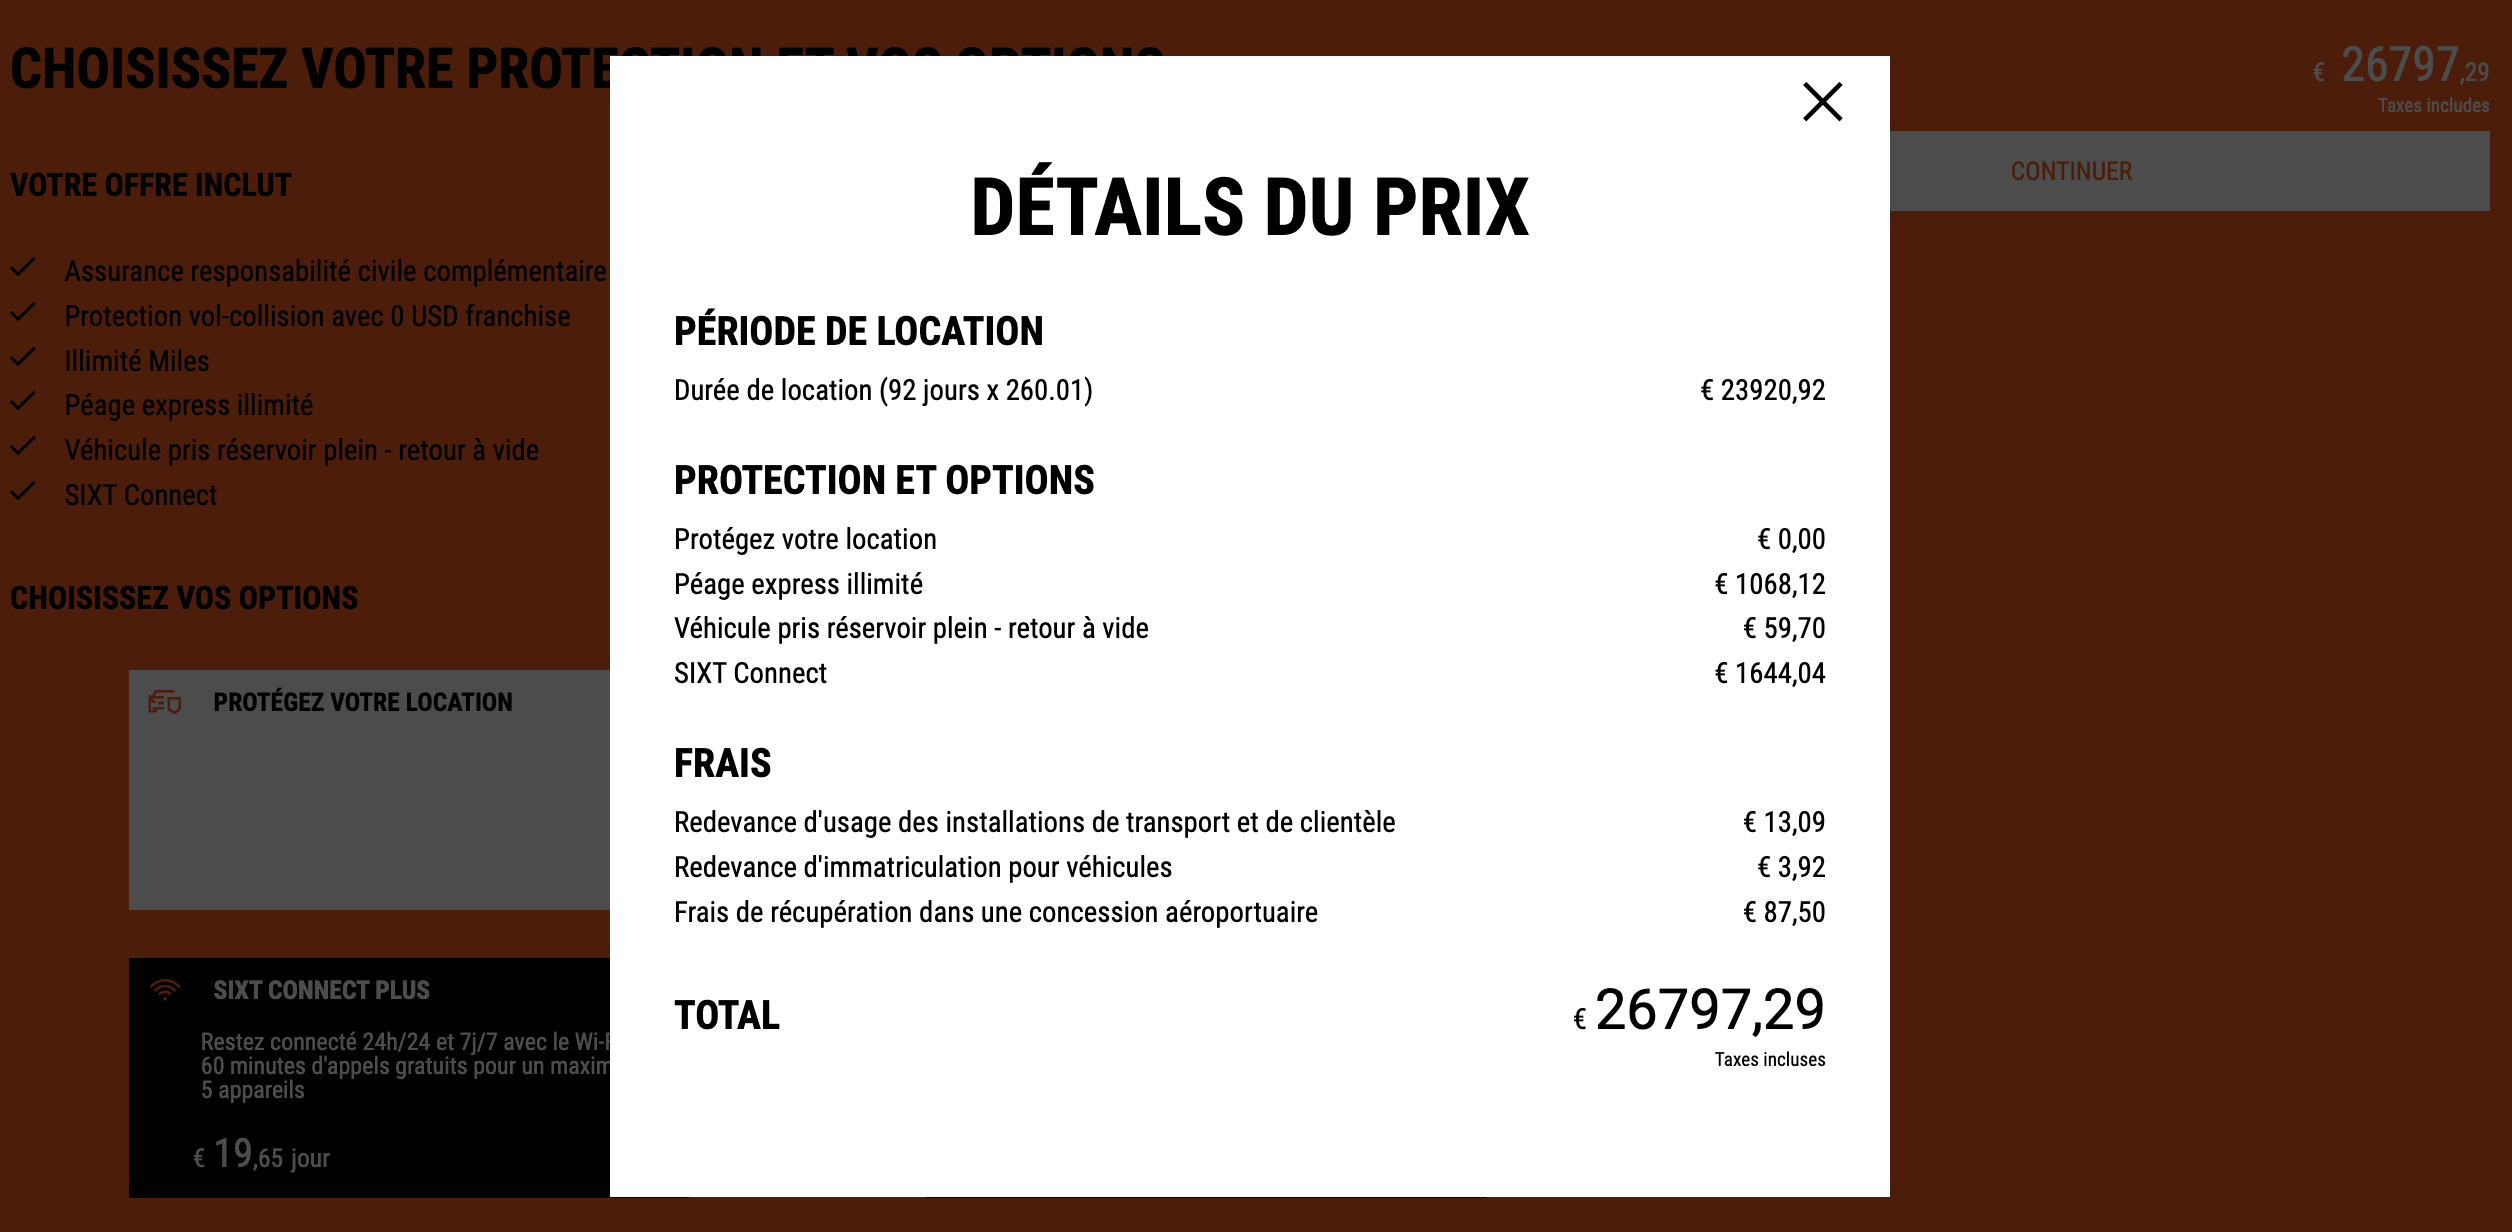 CHOISISSEZ VOTRE PROTECTION ET VOS OPTIONS
€ 26797,29
Taxes includes
CONTINUER
VOTRE OFFRE INCLUT
Assurance responsabilité civile complémentaire
Protection vol-collision avec 0 USD franchise
Illimité Miles
Péage express illimité
Véhicule pris réservoir plein - retour à vide
SIXT Connect
CHOISISSEZ VOS OPTIONS
PROTÉGEZ VOTRE LOCATION
SIXT CONNECT PLUS
Restez connecté 24h/24 et 7j/7 avec le
60 minutes d'appels gratuits pour un
5 appareils
€ 19,65 jour
DÉTAILS DU PRIX
PÉRIODE DE LOCATION
Durée de location (92 jours x 260.01) € 23920,92
PROTECTION ET OPTIONS
Protégez votre location € 0,00
Péage express illimité € 1068,12
Véhicule pris réservoir plein - retour à vide € 59,70
SIXT Connect € 1644,04
FRAIS
Redevance d'usage des installations de transport et de clientèle € 13,09
Redevance d'immatriculation pour véhicules € 3,92
Frais de récupération dans une concession aéroportuaire € 87,50
TOTAL € 26797,29
Taxes incluses